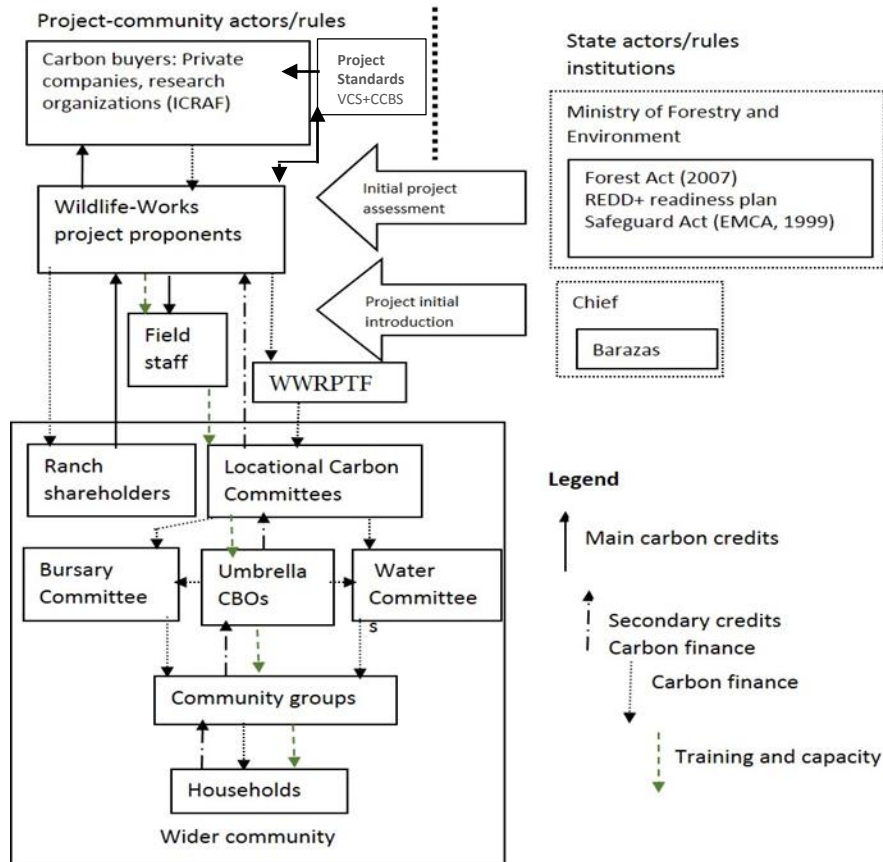 Project-community actors/rules
Carbon buyers: Private
companies, research
organizations (ICRAF)
Project
Standards
VCS+CCBS
State actors/rules
institutions
Ministry of Forestry and
Environment
Forest Act (2007)
REDD+ readiness plan
Safeguard Act (EMCA, 1999)
Initial project
assessment
Wildlife-Works
project proponents
Project initial
introduction
Chief
Barazas
Field
staff
WWRPTF
Ranch
shareholders
Locational Carbon
Committees
Bursary
Committee
Umbrella
CBOs
Water
Committee
s
Community groups
Households
Wider community
Legend
Main carbon credits
Secondary credits
Carbon finance
Carbon finance
Training and capacity